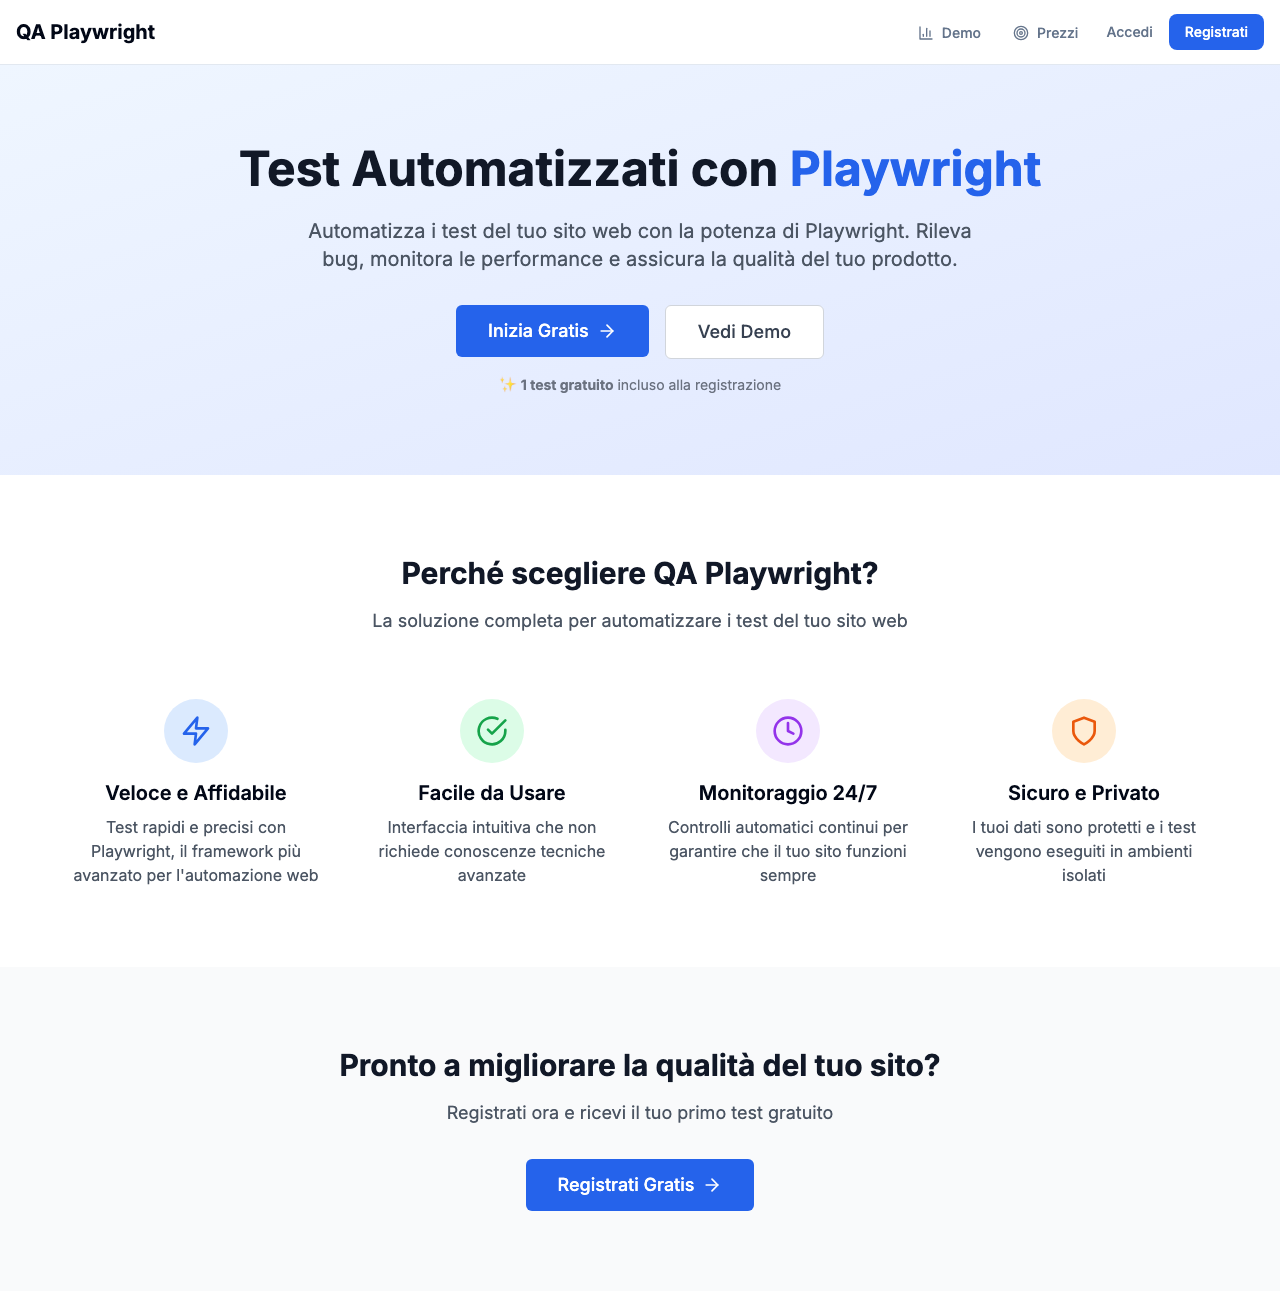 QA Playwright
Demo
Prezzi
Accedi
Registrati
Test Automatizzati con Playwright
Automatizza i test del tuo sito web con la potenza di Playwright. Rileva
bug, monitora le performance e assicura la qualità del tuo prodotto.
Inizia Gratis
Vedi Demo
✨ 1 test gratuito incluso alla registrazione
Perché scegliere QA Playwright?
La soluzione completa per automatizzare i test del tuo sito web
Veloce e Affidabile
Test rapidi e precisi con
Playwright, il framework più
avanzato per l'automazione web
Facile da Usare
Interfaccia intuitiva che non
richiede conoscenze tecniche
avanzate
Monitoraggio 24/7
Controlli automatici continui per
garantire che il tuo sito funzioni
sempre
Sicuro e Privato
I tuoi dati sono protetti e i test
vengono eseguiti in ambienti
isolati
Pronto a migliorare la qualità del tuo sito?
Registrati ora e ricevi il tuo primo test gratuito
Registrati Gratis